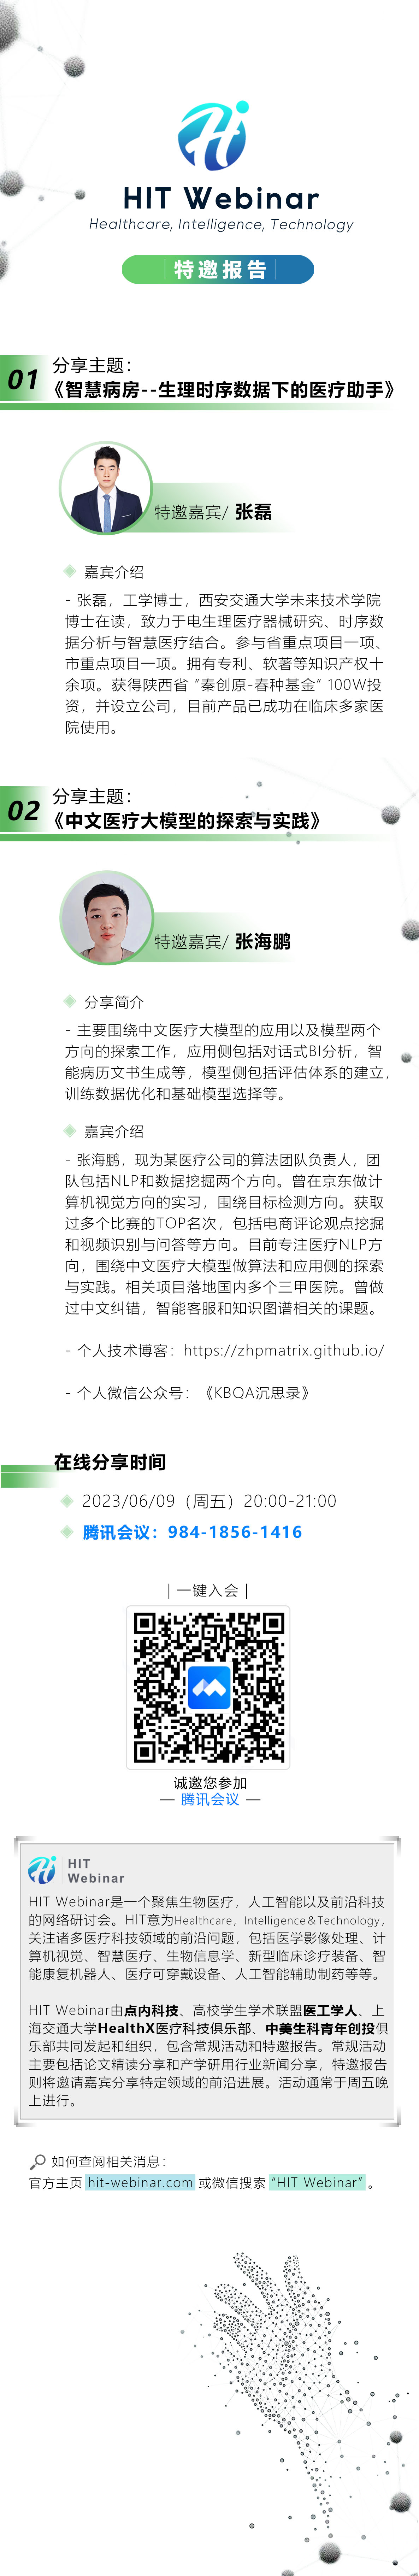 HIT Webinar
Healthcare, Intelligence, Technology
特邀报告
01
分享主题：
《智慧病房--生理时序数据下的医疗助手》
特邀嘉宾/ 张磊
嘉宾介绍
- 张磊，工学博士，西安交通大学未来技术学院
博士在读，致力于电生理医疗器械研究、时序数
据分析与智慧医疗结合。参与省重点项目一项、
市重点项目一项。拥有专利、软著等知识产权十
余项。获得陕西省 “秦创原-春种基金” 100W投
资，并设立公司，目前产品已成功在临床多家医
院使用。
02
分享主题：
《中文医疗大模型的探索与实践》
特邀嘉宾/ 张海鹏
分享简介
- 主要围绕中文医疗大模型的应用以及模型两个
方向的探索工作，应用侧包括对话式BI分析，智
能病历文书生成等，模型侧包括评估体系的建立，
训练数据优化和基础模型选择等。
嘉宾介绍
- 张海鹏，现为某医疗公司的算法团队负责人，团
队包括NLP和数据挖掘两个方向。曾在京东做计
算机视觉方向的实习，围绕目标检测方向。获取
过多个比赛的TOP名次，包括电商评论观点挖掘
和视频识别与问答等方向。目前专注医疗NLP方
向，围绕中文医疗大模型做算法和应用侧的探索
与实践。相关项目落地国内多个三甲医院。曾做
过中文纠错，智能客服和知识图谱相关的课题。
- 个人技术博客：https://zhpmatrix.github.io/
- 个人微信公众号：《KBQA沉思录》
在线分享时间
2023/06/09（周五）20:00-21:00
腾讯会议：984-1856-1416
| 一键入会 |
诚邀您参加
— 腾讯会议 —
HIT
Webinar
HIT Webinar是一个聚焦生物医疗，人工智能以及前沿科技
的网络研讨会。HIT意为Healthcare，Intelligence＆Technology，
关注诸多医疗科技领域的前沿问题，包括医学影像处理、计
算机视觉、智慧医疗、生物信息学、新型临床诊疗装备、智
能康复机器人、医疗可穿戴设备、人工智能辅助制药等等。
HIT Webinar由点内科技、高校学生学术联盟医工学人、上
海交通大学HealthX医疗科技俱乐部、中美生科青年创投俱
乐部共同发起和组织，包含常规活动和特邀报告。常规活动
主要包括论文精读分享和产学研用行业新闻分享，特邀报告
则将邀请嘉宾分享特定领域的前沿进展。活动通常于周五晚
上进行。
如何查阅相关消息：
官方主页 hit-webinar.com 或微信搜索 “HIT Webinar” 。